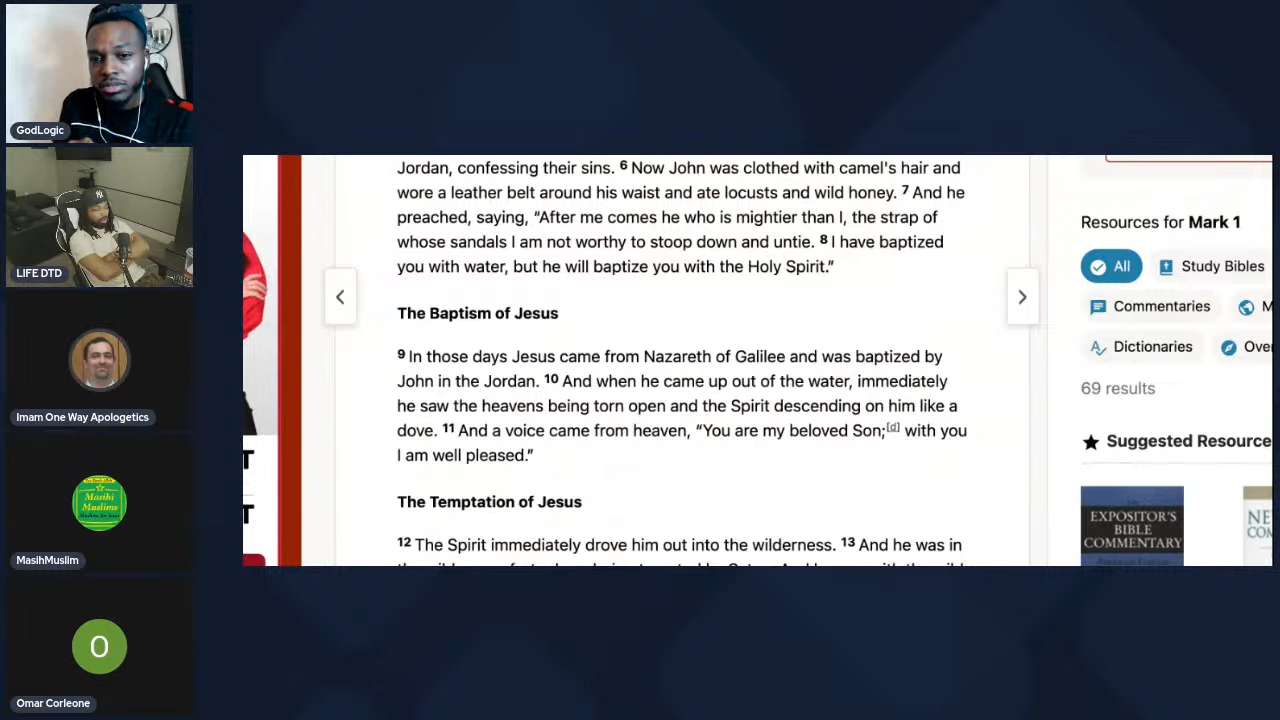 GodLogic
LIFE DTD
Imam One Way Apologetics
Masihi
Muslims
MasihMuslim
O
Omar Corleone
Jordan, confessing their sins. 6 Now John was clothed with camel's hair and
wore a leather belt around his waist and ate locusts and wild honey. 7 And he
preached, saying, “After me comes he who is mightier than I, the strap of
whose sandals I am not worthy to stoop down and untie. 8 I have baptized
you with water, but he will baptize you with the Holy Spirit.”
The Baptism of Jesus
9 In those days Jesus came from Nazareth of Galilee and was baptized by
John in the Jordan. 10 And when he came up out of the water, immediately
he saw the heavens being torn open and the Spirit descending on him like a
dove. 11 And a voice came from heaven, “You are my beloved Son;[d] with you
I am well pleased.”
The Temptation of Jesus
12 The Spirit immediately drove him out into the wilderness. 13 And he was in
Resources for Mark 1
All
Study Bibles
Commentaries
M
Dictionaries
Over
69 results
Suggested Resource
EXPOSITOR'S
BIBLE
COMMENTARY
NE
COM
T
T